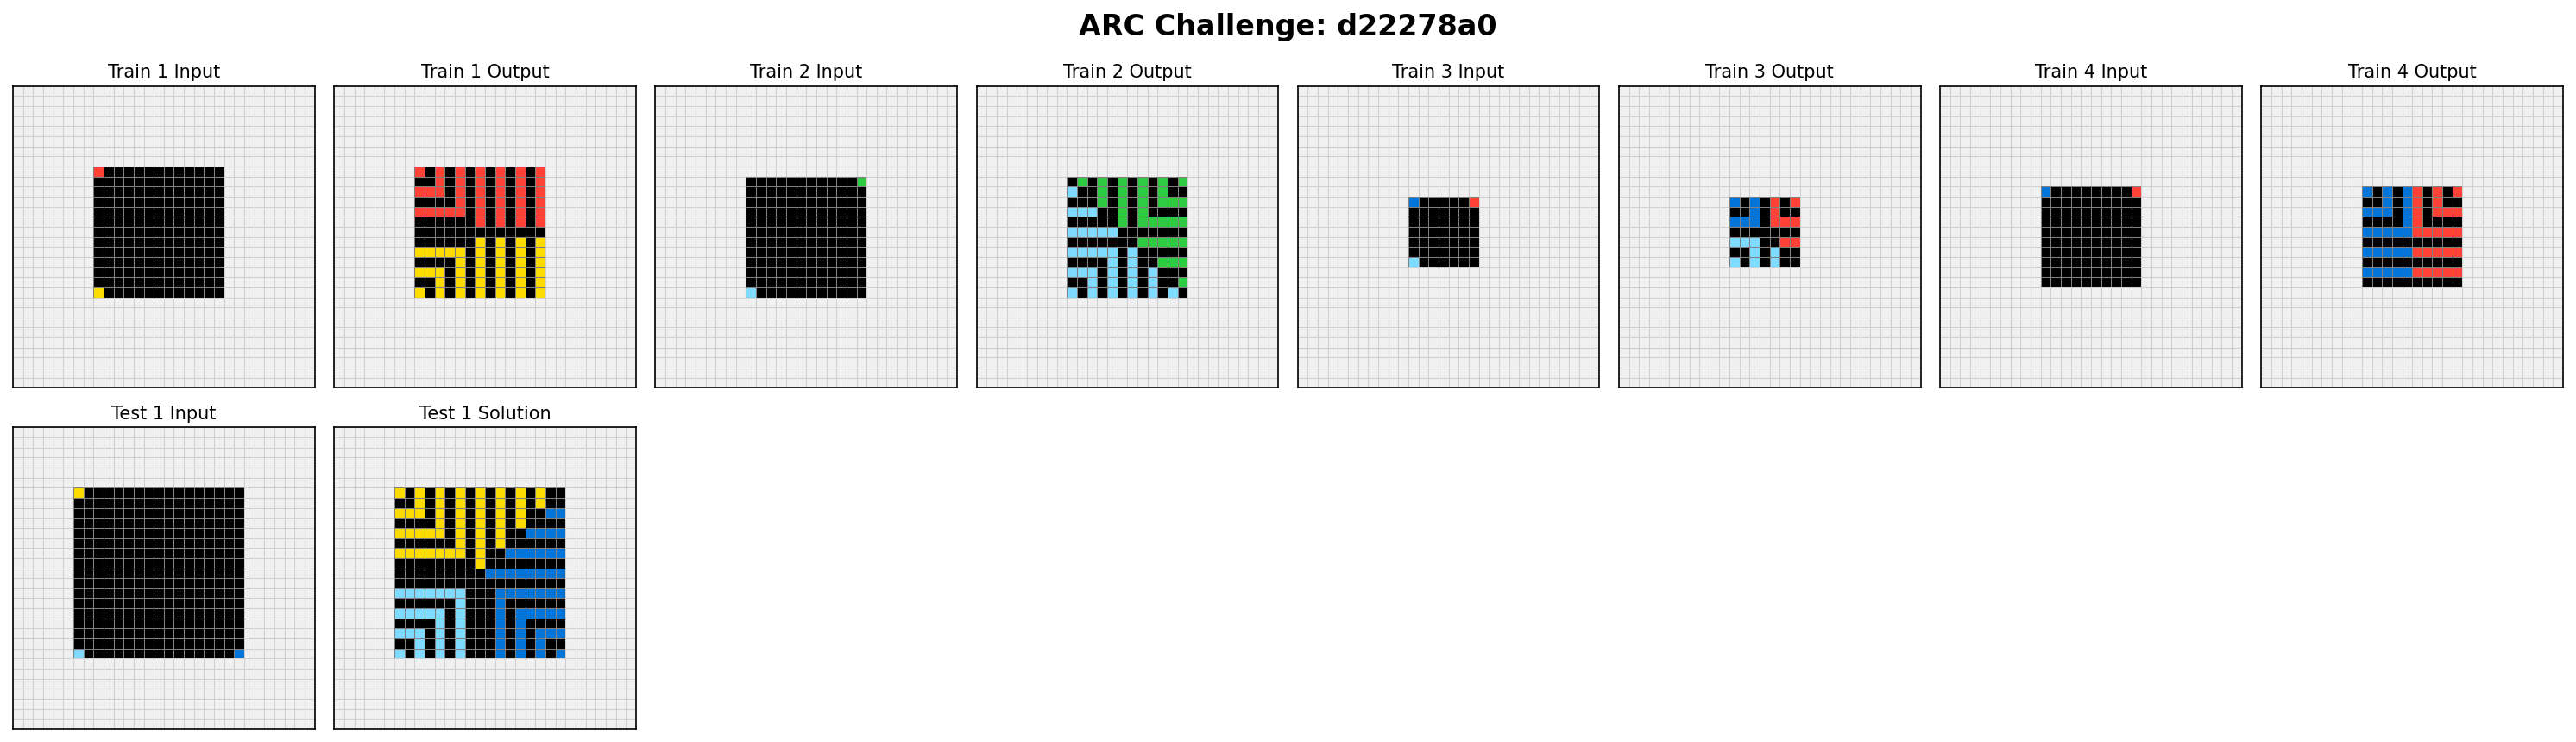 ARC Challenge: d22278a0
Train 1 Input
Train 1 Output
Train 2 Input
Train 2 Output
Train 3 Input
Train 3 Output
Train 4 Input
Train 4 Output
Test 1 Input
Test 1 Solution